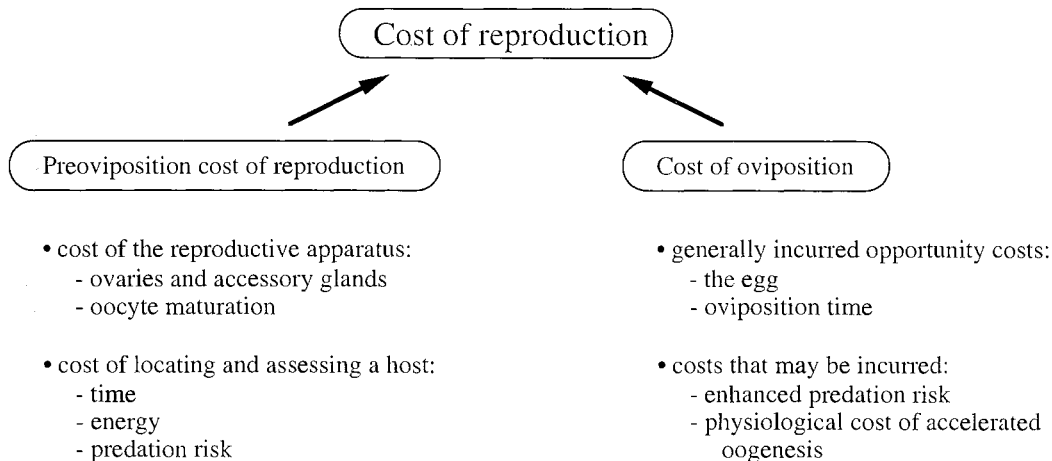 Cost of reproduction
Preoviposition cost of reproduction
• cost of the reproductive apparatus:
- ovaries and accessory glands
- oocyte maturation
• cost of locating and assessing a host:
- time
- energy
- predation risk
Cost of oviposition
• generally incurred opportunity costs:
- the egg
- oviposition time
• costs that may be incurred:
- enhanced predation risk
- physiological cost of accelerated
oogenesis